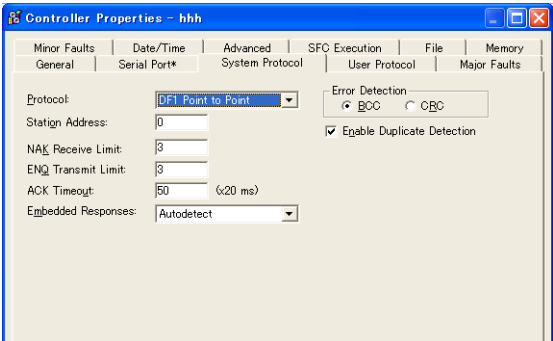 Controller Properties - hhh
Minor Faults Date/Time Advanced SFC Execution File Memory
General Serial Port* System Protocol User Protocol Major Faults
Protocol: DF1 Point to Point
Error Detection
BCC CRC
Station Address: 0
Enable Duplicate Detection
NAK Receive Limit: 3
ENQ Transmit Limit: 3
ACK Timeout: 50 (x20 ms)
Embedded Responses: Autodetect